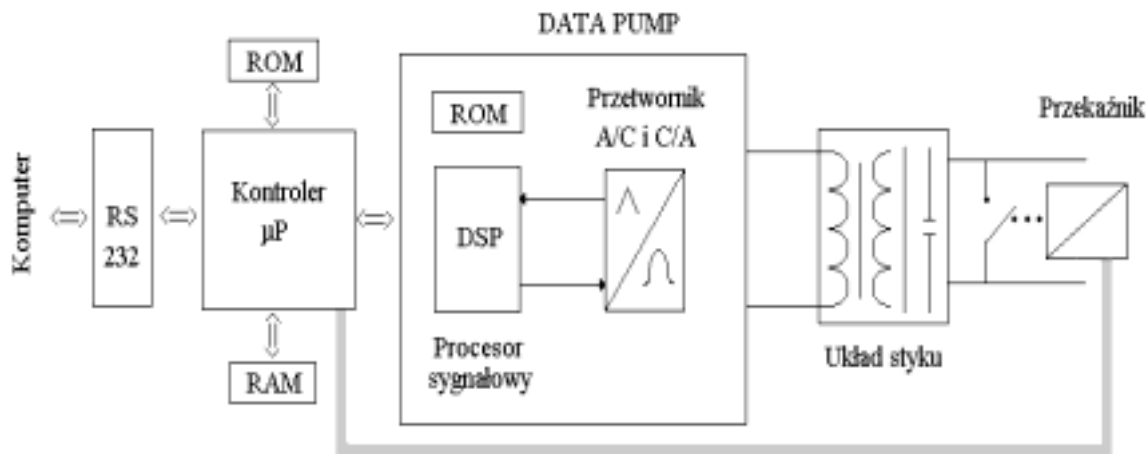 DATA PUMP
ROM
Komputer
RS
232
Kontroler
µP
RAM
ROM
Przetwornik
A/C i C/A
DSP
Procesor
sygnałowy
Układ styku
Przekaźnik